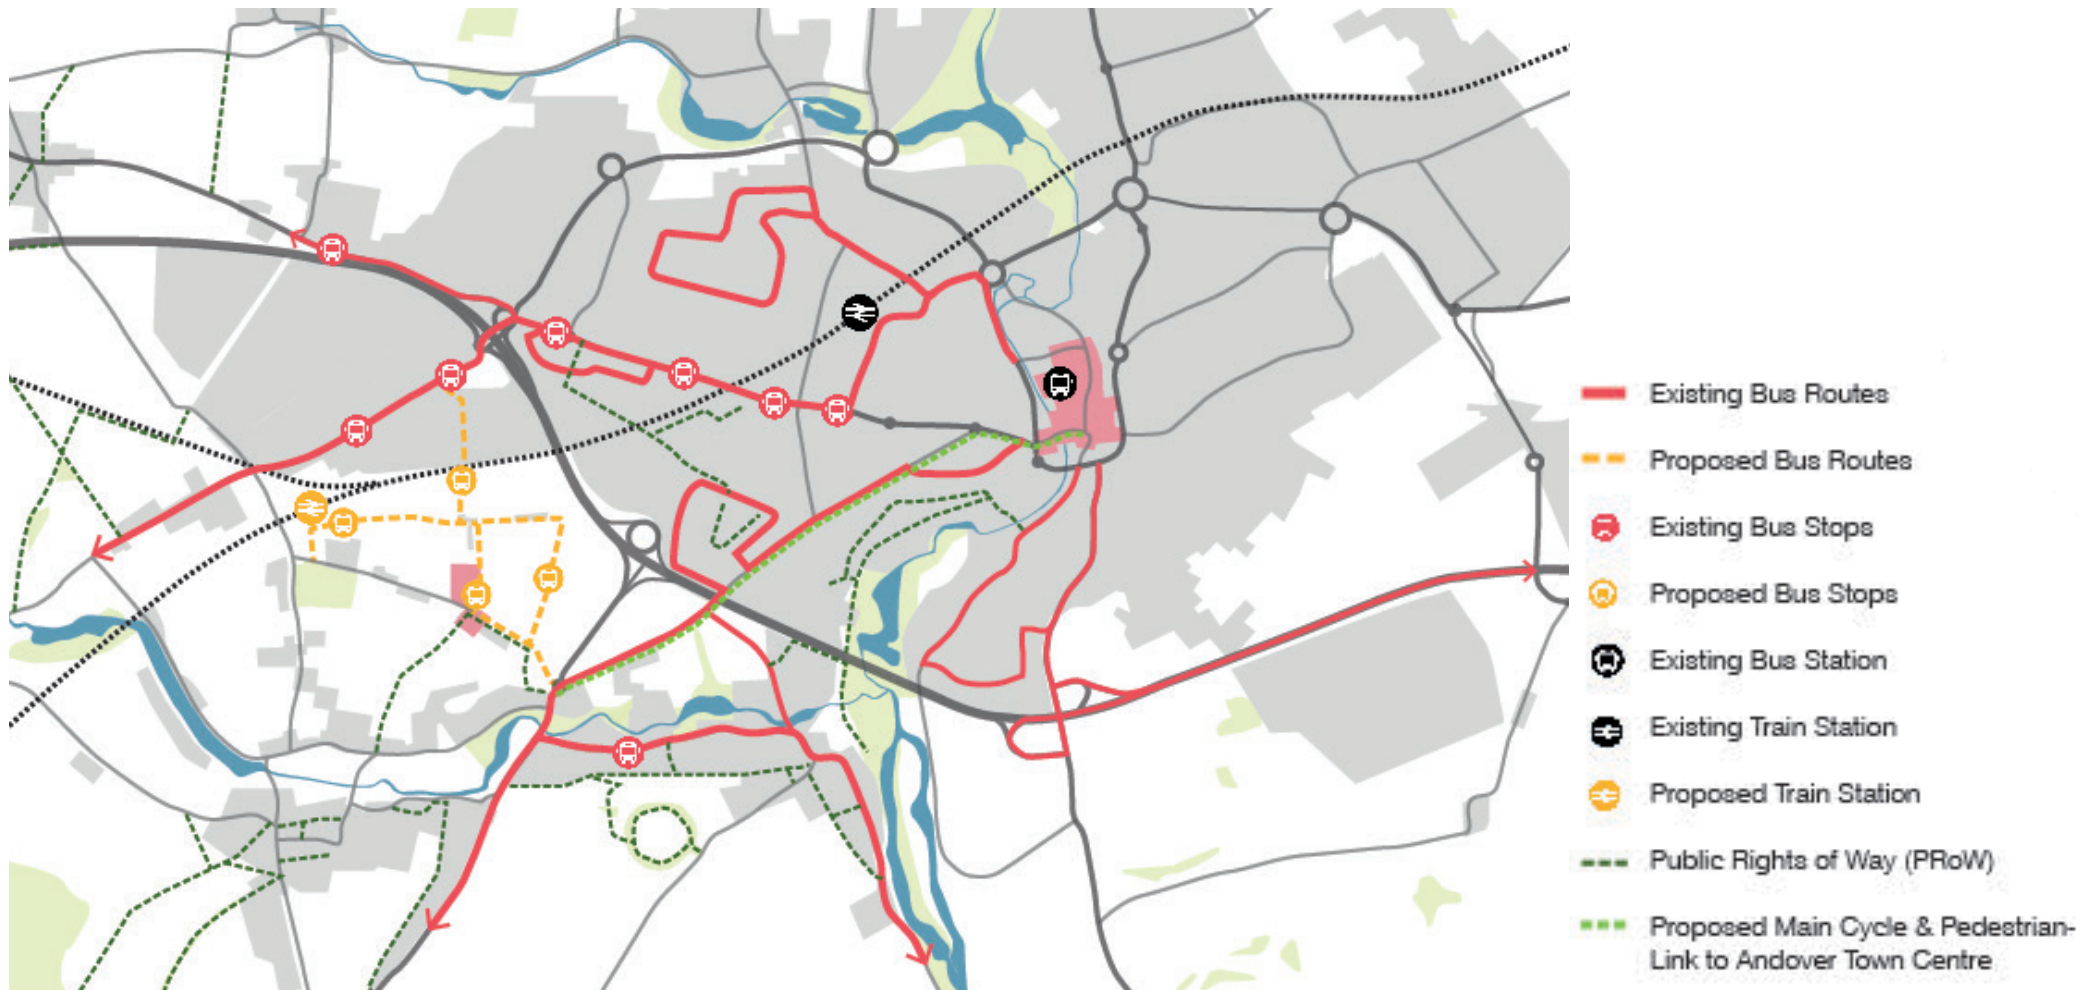 Existing Bus Routes
Proposed Bus Routes
Existing Bus Stops
Proposed Bus Stops
Existing Bus Station
Existing Train Station
Proposed Train Station
Public Rights of Way (PRoW)
Proposed Main Cycle & Pedestrian-
Link to Andover Town Centre